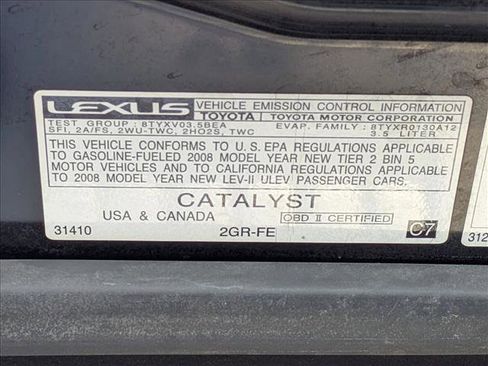 LEXUS VEHICLE EMISSION CONTROL INFORMATION
TOYOTA TOYOTA MOTOR CORPORATION
TEST GROUP : 8TYXV03.5BEA EVAP. FAMILY : 8TYXR0130A12
SFI, 2A/FS, 2WU-TWC, 2HO2S, TWC 3.5 LITER
THIS VEHICLE CONFORMS TO U.S. EPA REGULATIONS APPLICABLE
TO GASOLINE-FUELED 2008 MODEL YEAR NEW TIER 2 BIN 5
MOTOR VEHICLES AND TO CALIFORNIA REGULATIONS APPLICABLE
TO 2008 MODEL YEAR NEW LEV-II ULEV PASSENGER CARS.
CATALYST
USA & CANADA OBD II CERTIFIED
31410 2GR-FE C7
312